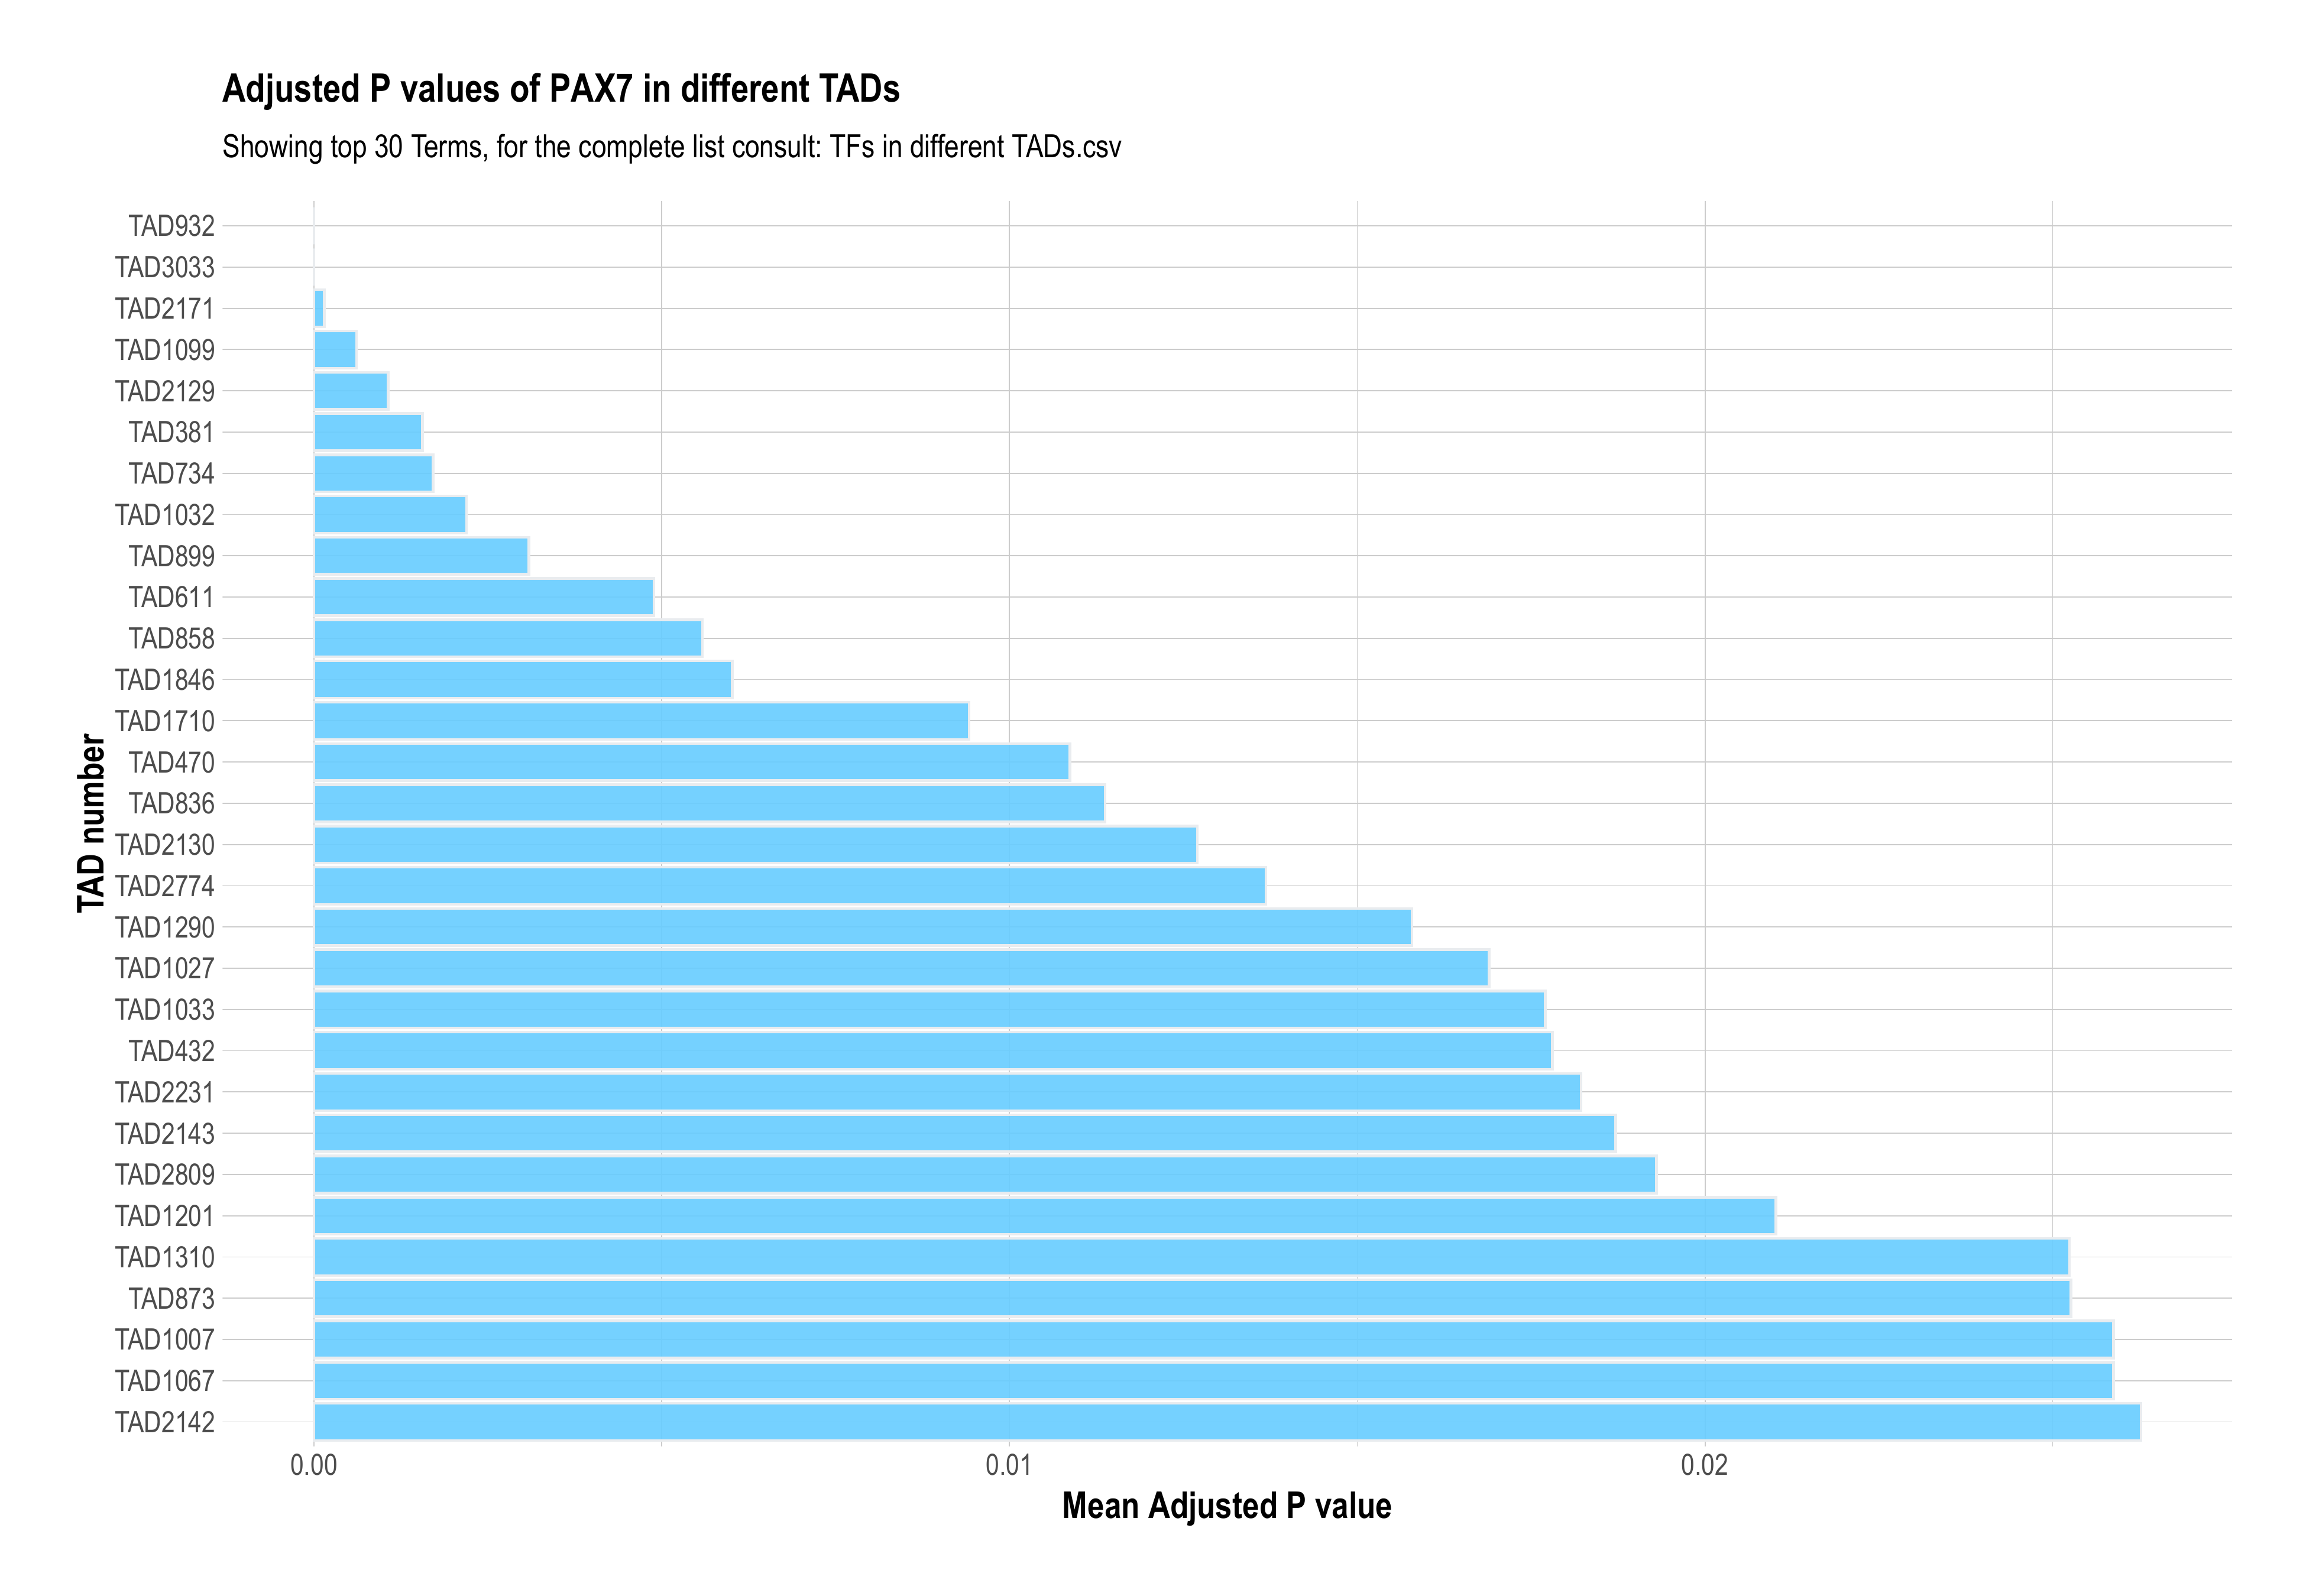 Adjusted P values of PAX7 in different TADs
Showing top 30 Terms, for the complete list consult: TFs in different TADs.csv
TAD number
TAD932
TAD3033
TAD2171
TAD1099
TAD2129
TAD381
TAD734
TAD1032
TAD899
TAD611
TAD858
TAD1846
TAD1710
TAD470
TAD836
TAD2130
TAD2774
TAD1290
TAD1027
TAD1033
TAD432
TAD2231
TAD2143
TAD2809
TAD1201
TAD1310
TAD873
TAD1007
TAD1067
TAD2142
0.00 0.01 0.02
Mean Adjusted P value